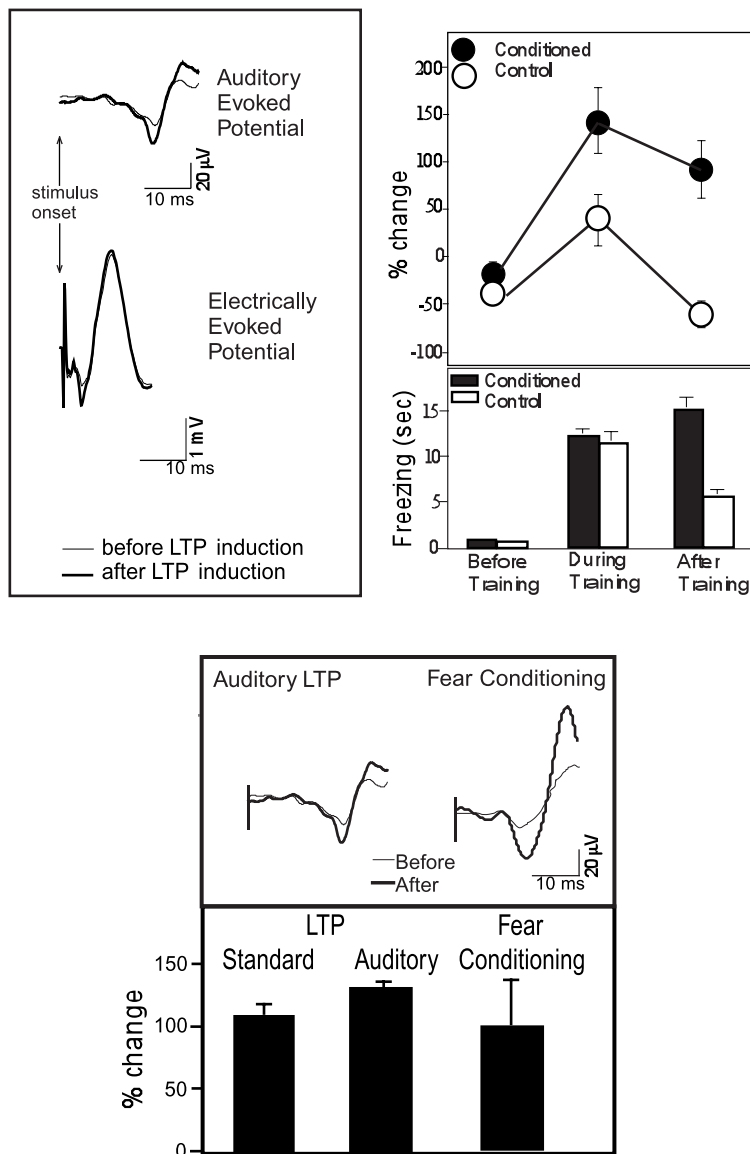 Auditory
Evoked
Potential
20 µV
10 ms
stimulus
onset
Electrically
Evoked
Potential
1 mV
10 ms
before LTP induction
after LTP induction
Conditioned
Control
200
150
100
50
0
-50
-100
% change
Conditioned
Control
15
10
5
0
Freezing (sec)
Before
Training
During
Training
After
Training
Auditory LTP
Fear Conditioning
Before
After
10 ms
20 µV
LTP
Fear
Standard
Auditory
Conditioning
150
100
50
0
% change